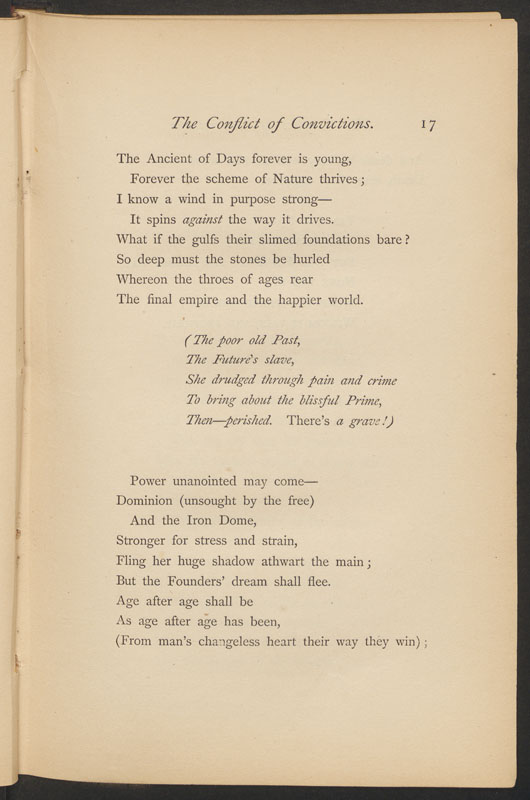 The Conflict of Convictions. 17
The Ancient of Days forever is young,
Forever the scheme of Nature thrives;
I know a wind in purpose strong—
It spins against the way it drives.
What if the gulfs their slimed foundations bare?
So deep must the stones be hurled
Whereon the throes of ages rear
The final empire and the happier world.
(The poor old Past,
The Future's slave,
She drudged through pain and crime
To bring about the blissful Prime,
Then—perished. There's a grave!)
Power unanointed may come—
Dominion (unsought by the free)
And the Iron Dome,
Stronger for stress and strain,
Fling her huge shadow athwart the main;
But the Founders' dream shall flee.
Age after age shall be
As age after age has been,
(From man's changeless heart their way they win);